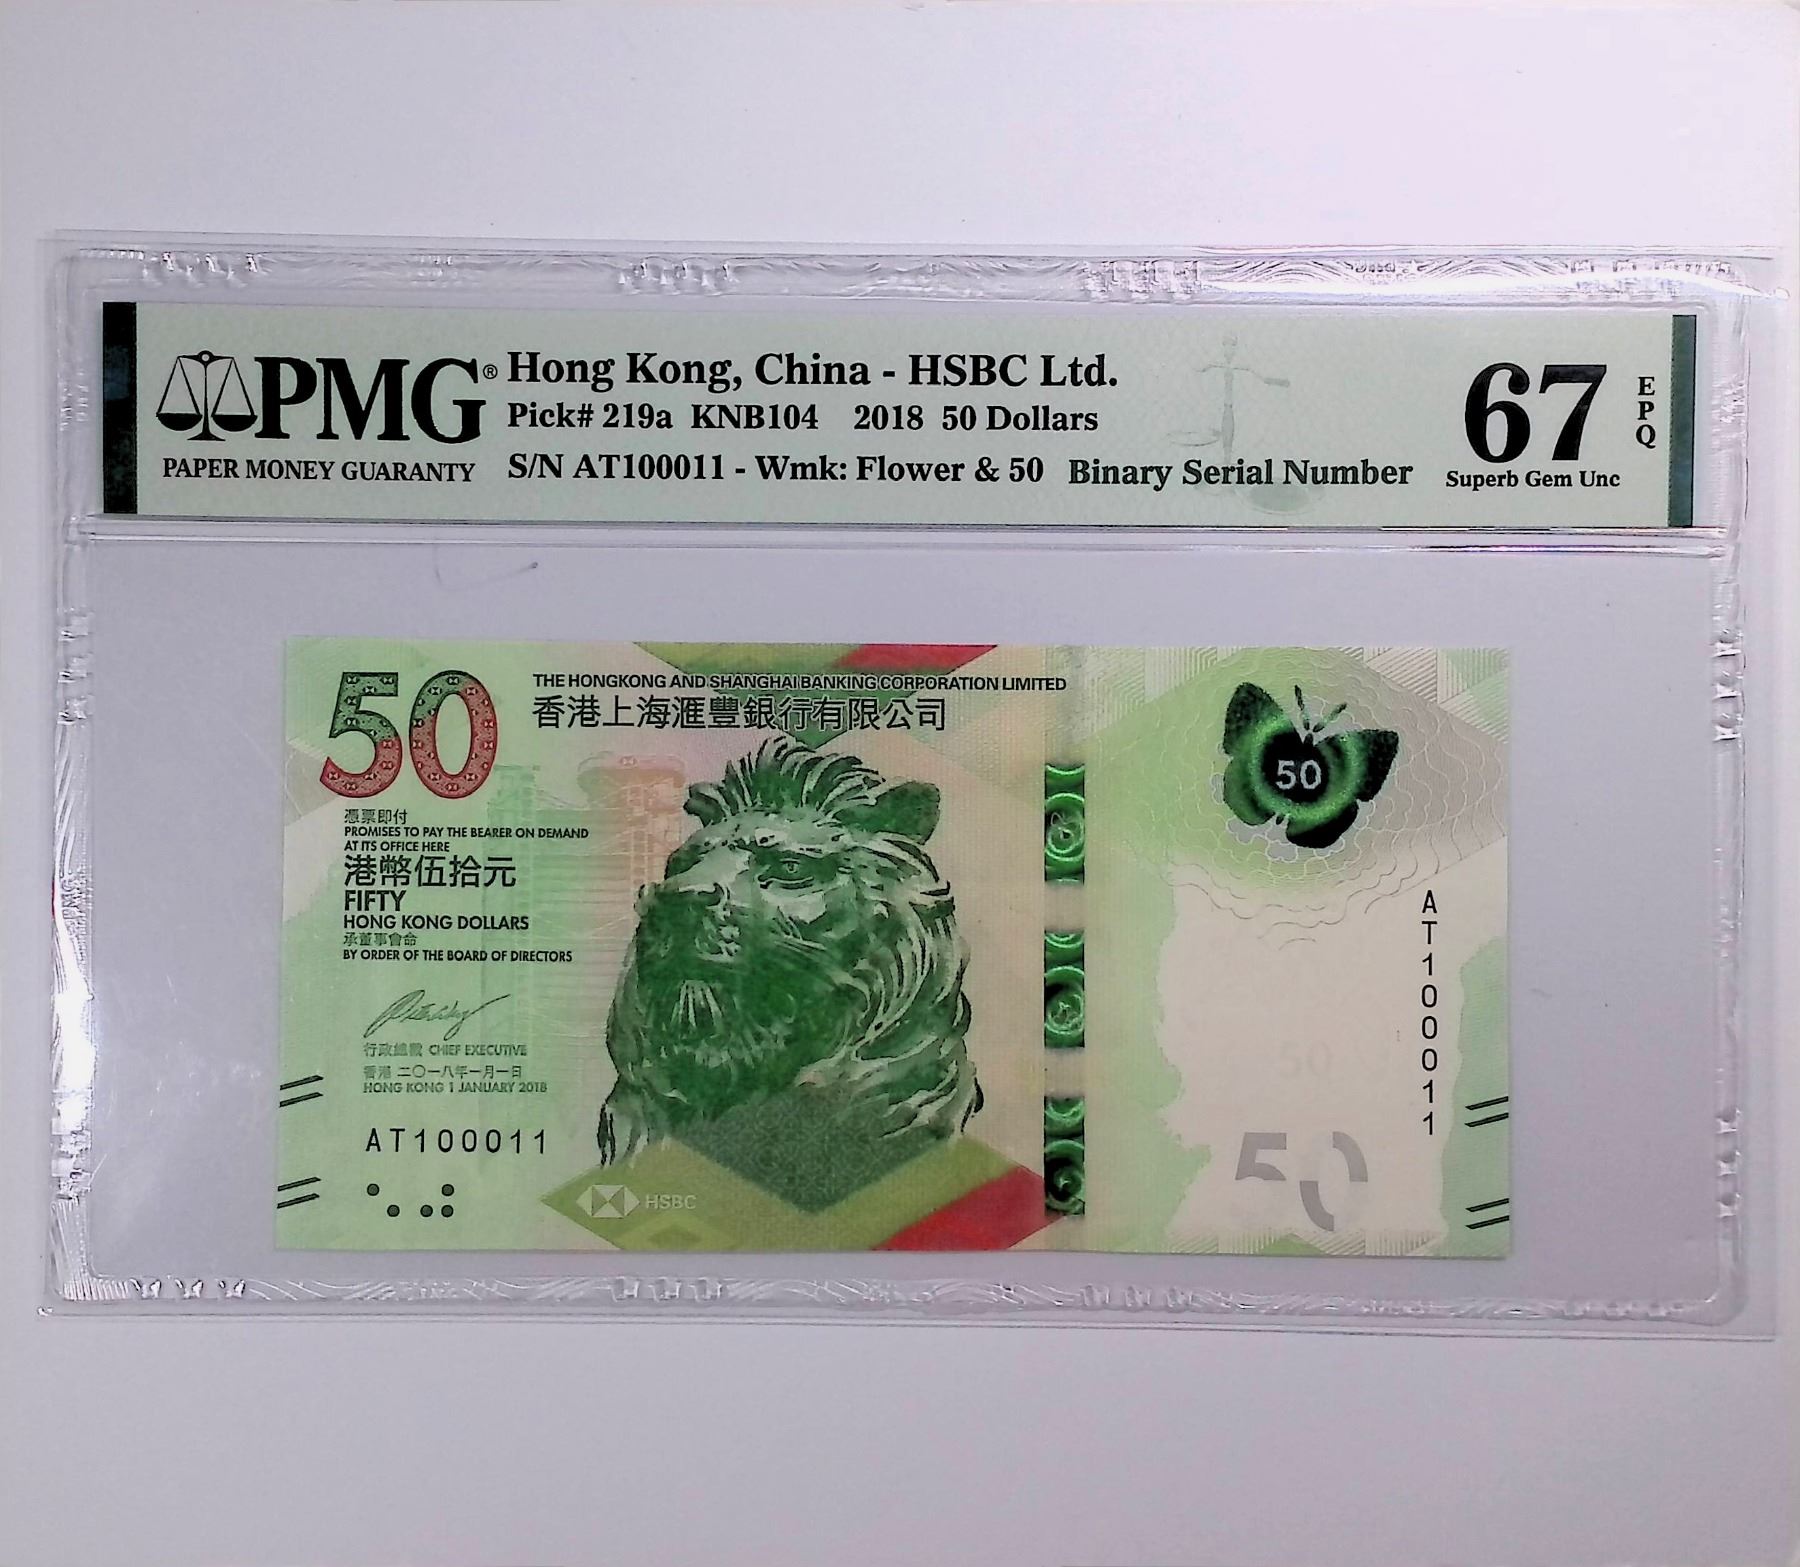 PMG®
PAPER MONEY GUARANTY
Hong Kong, China - HSBC Ltd.
Pick# 219a KNB104 2018 50 Dollars
S/N AT100011 - Wmk: Flower & 50 Binary Serial Number
67
EPQ
Superb Gem Unc
50
THE HONGKONG AND SHANGHAI BANKING CORPORATION LIMITED
香港上海滙豐銀行有限公司
50
憑票即付
PROMISES TO PAY THE BEARER ON DEMAND
AT ITS OFFICE HERE
港幣伍拾元
FIFTY
HONG KONG DOLLARS
承董事會命
BY ORDER OF THE BOARD OF DIRECTORS
行政總裁 CHIEF EXECUTIVE
香港 二〇一八年一月一日
HONG KONG 1 JANUARY 2018
AT100011
HSBC
AT100011
50
50